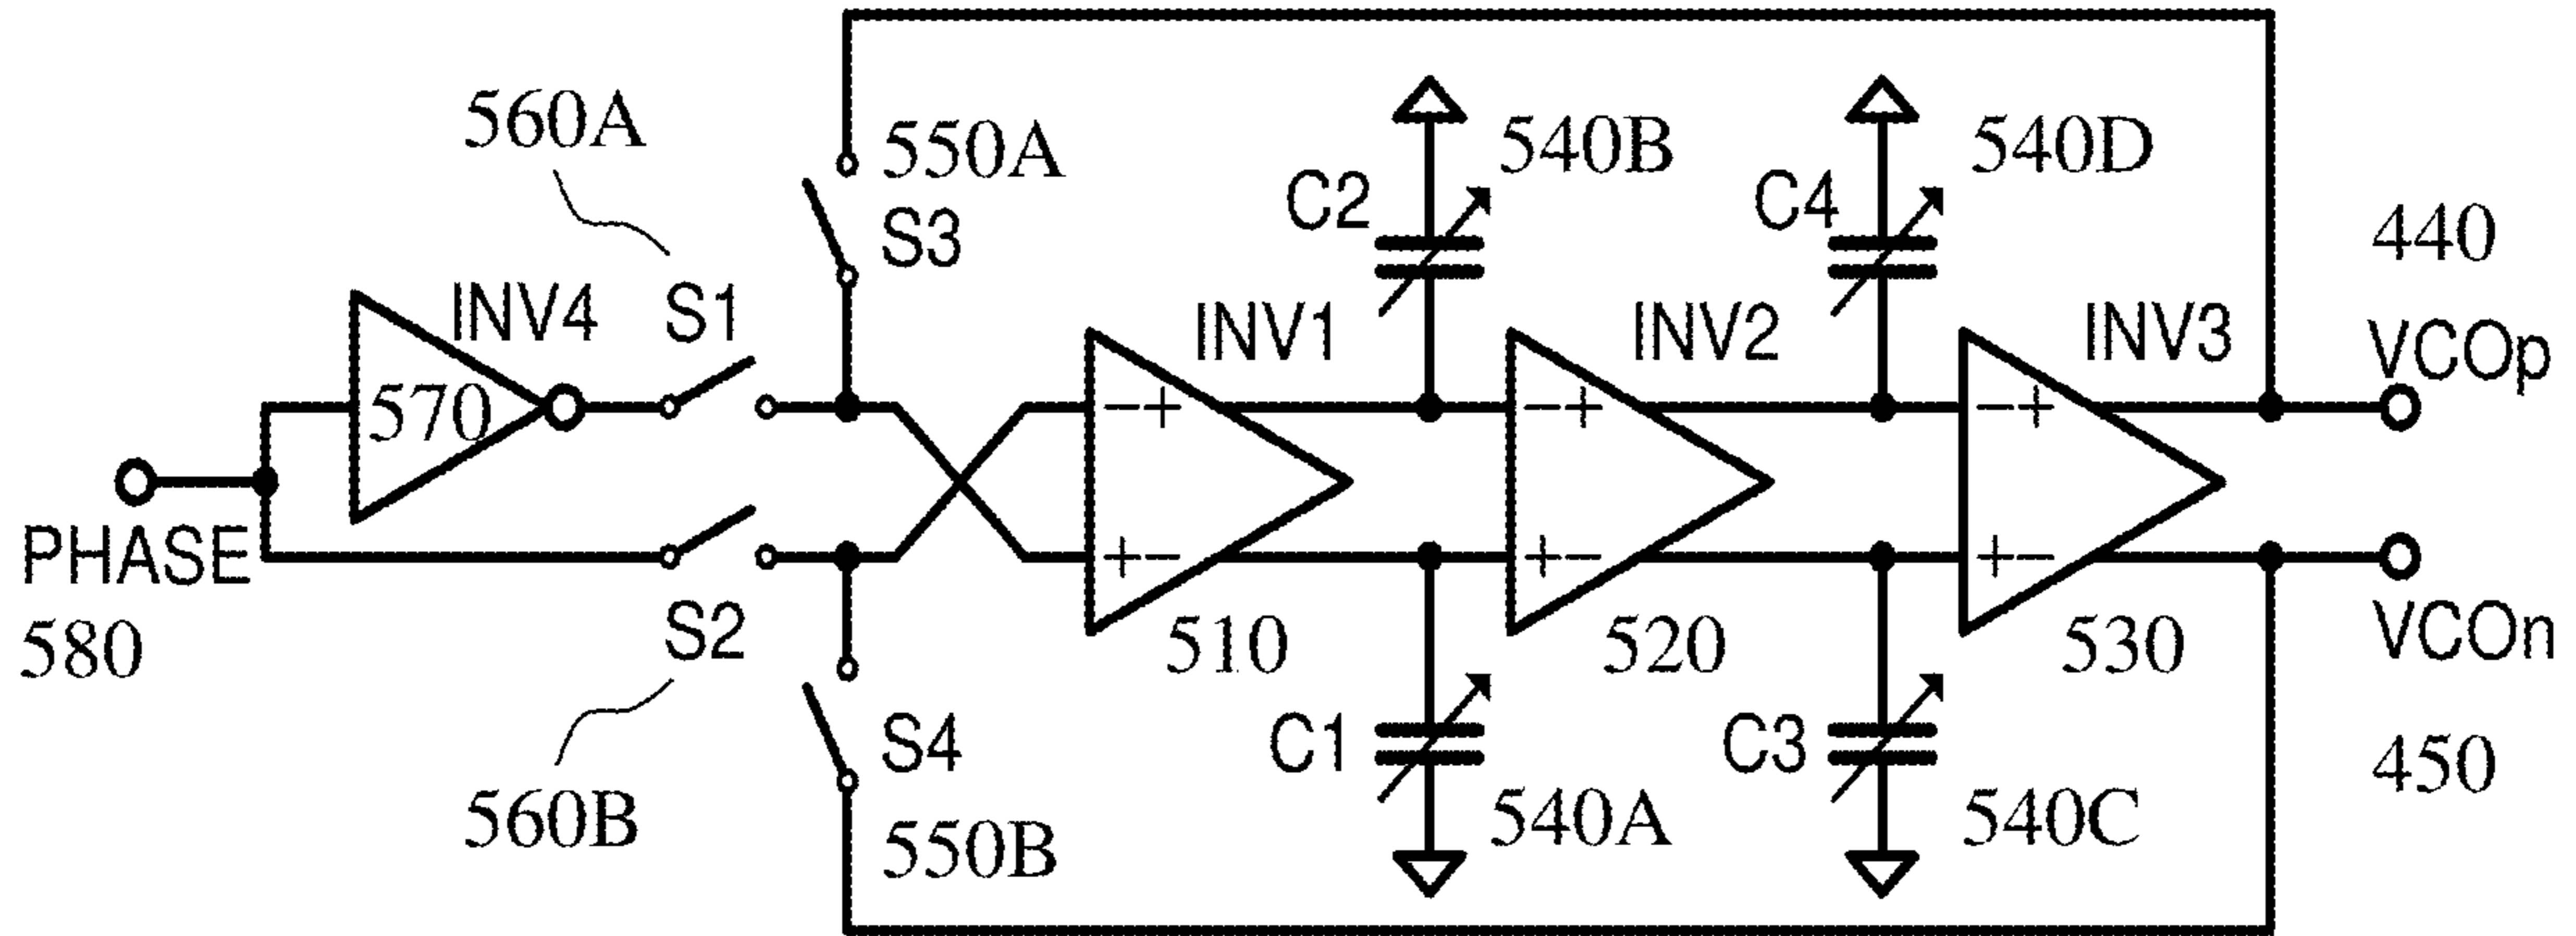 560A
550A
540B
540D
C2
C4
S3
440
INV4
S1
INV1
INV2
INV3
VCOp
570
-+
-+
-+
PHASE
+-
+-
+-
580
S2
510
520
530
VCOn
S4
C1
C3
450
560B
550B
540A
540C